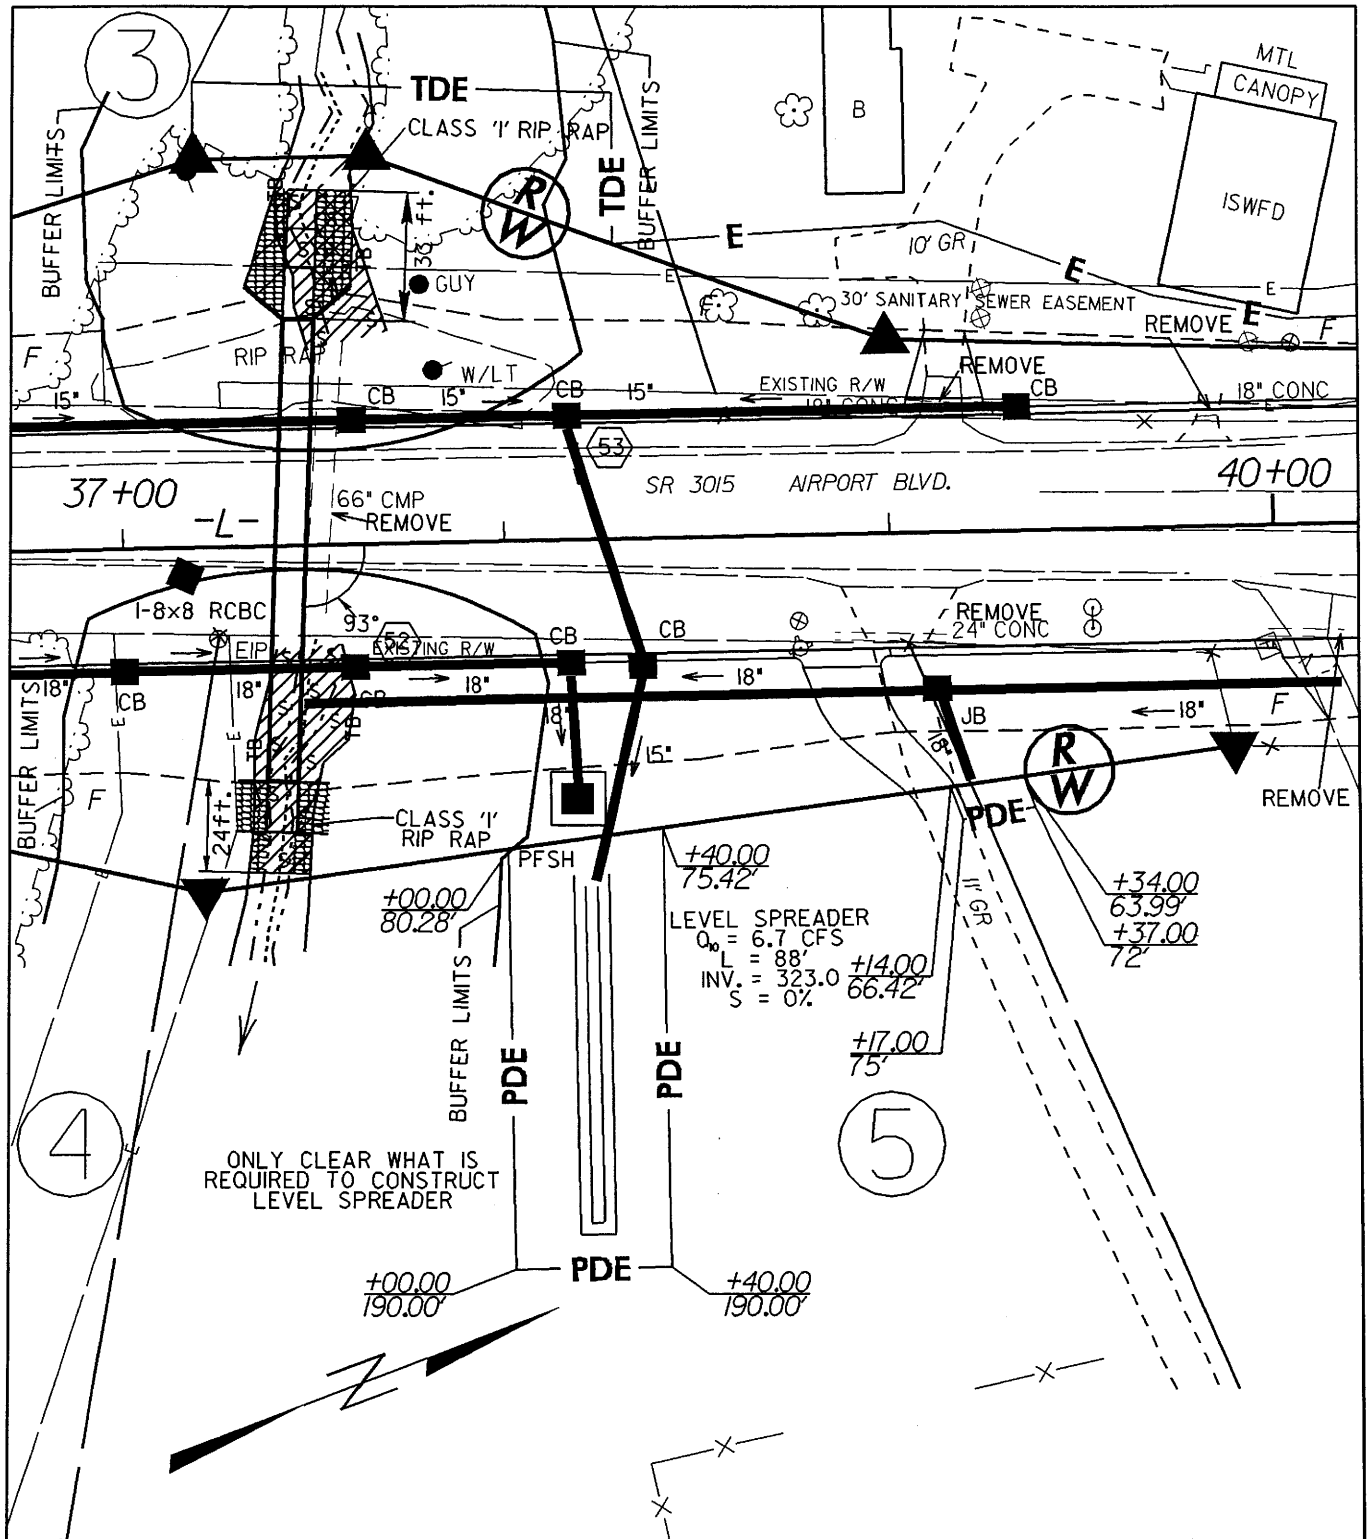 3
TDE
MTL
CANOPY
CLASS 'I' RIP RAP
BUFFER LIMITS
BUFFER LIMITS
B
TDE
R
W
ISWFD
E
10' GR
E
E
E
GUY
30' SANITARY SEWER EASEMENT
E
REMOVE
F
F
F
RIP RAP
W/LT
REMOVE
15"
CB
15"
CB
15"
EXISTING R/W
CB
18" CONC
18" CONC
53
37+00
SR 3015 AIRPORT BLVD.
40+00
-L-
66" CMP
REMOVE
1-8x8 RCBC
93°
REMOVE
24" CONC
52
EIP
EXISTING R/W
CB
CB
18"
CB
18"
CB
18"
18"
18"
F
TB
TB
18"
15"
JB
18"
R
W
BUFFER LIMITS
F
24ft.
CLASS 'I'
RIP RAP
PDE
REMOVE
PFSH
+40.00
75.42'
+00.00
80.28'
11' GR
+34.00
63.99'
LEVEL SPREADER
Q10 = 6.7 CFS
L = 88'
INV. = 323.0
S = 0%
+37.00
72'
+14.00
66.42'
BUFFER LIMITS
PDE
PDE
+17.00
75'
4
5
E
ONLY CLEAR WHAT IS
REQUIRED TO CONSTRUCT
LEVEL SPREADER
PDE
+00.00
190.00'
+40.00
190.00'
Z